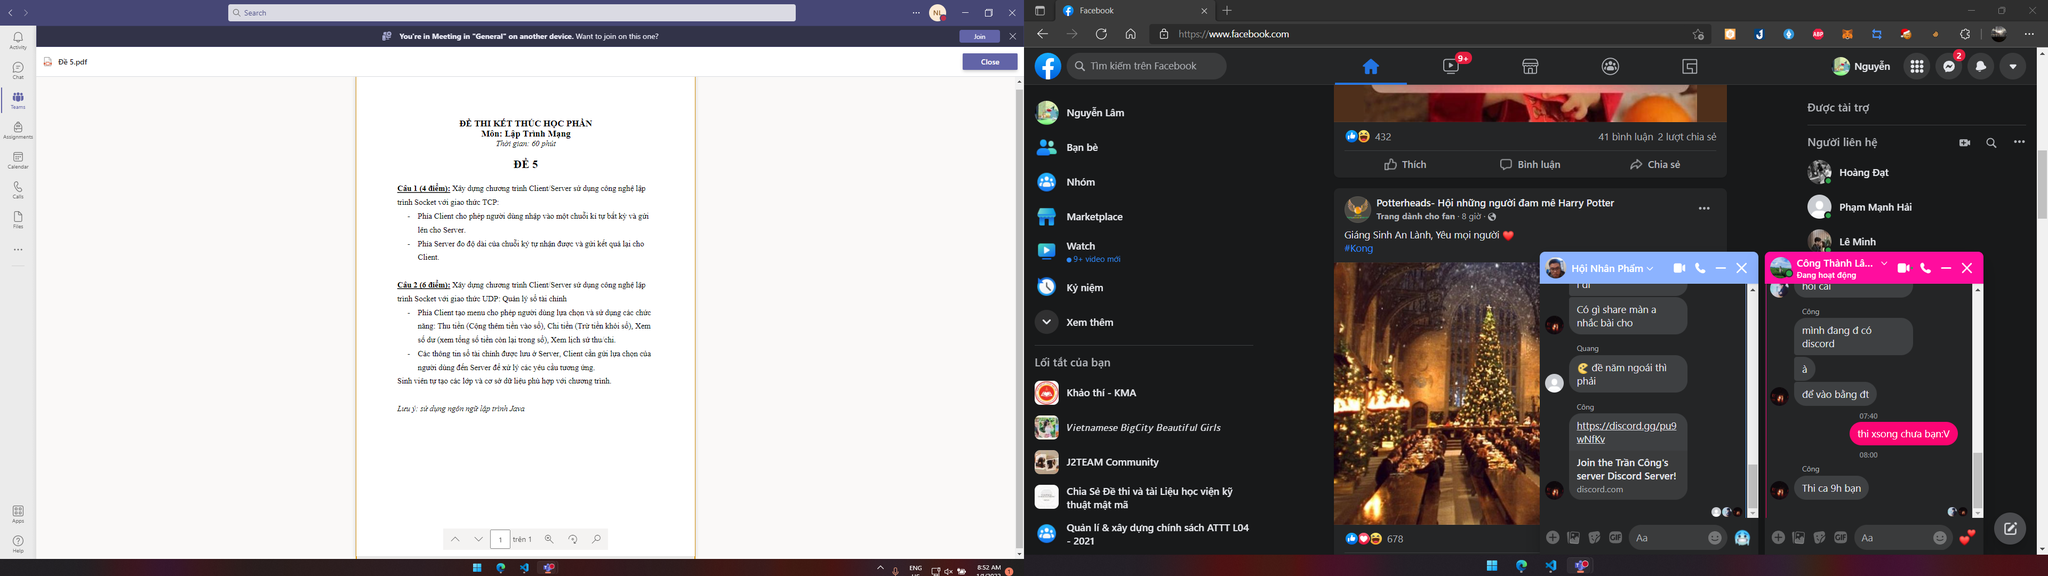 Search
NL
You're in Meeting in "General" on another device. Want to join on this one?
Join
Đề 5.pdf
Close
Activity
Chat
Teams
Assignments
Calendar
Calls
Files
Apps
Help
ĐỀ THI KẾT THÚC HỌC PHẦN
Môn: Lập Trình Mạng
Thời gian: 60 phút
ĐỀ 5
Câu 1 (4 điểm): Xây dựng chương trình Client/Server sử dụng công nghệ lập
trình Socket với giao thức TCP:
- Phía Client cho phép người dùng nhập vào một chuỗi kí tự bất kỳ và gửi
lên cho Server.
- Phía Server đo độ dài của chuỗi ký tự nhận được và gửi kết quả lại cho
Client.
Câu 2 (6 điểm): Xây dựng chương trình Client/Server sử dụng công nghệ lập
trình Socket với giao thức UDP: Quản lý số tài chính
- Phía Client tạo menu cho phép người dùng lựa chọn và sử dụng các chức
năng: Thu tiền (Cộng thêm tiền vào sổ), Chi tiền (Trừ tiền khỏi sổ), Xem
số dư (xem tổng số tiền còn lại trong sổ), Xem lịch sử thu/chi.
- Các thông tin sổ tài chính được lưu ở Server, Client cần gửi lựa chọn của
người dùng đến Server để xử lý các yêu cầu tương ứng.
Sinh viên tự tạo các lớp và cơ sở dữ liệu phù hợp với chương trình.
Lưu ý: sử dụng ngôn ngữ lập trình Java
1 trên 1
ENG
8:52 AM
Facebook
https://www.facebook.com
ABP
Tìm kiếm trên Facebook
9+
Nguyễn
2
Nguyễn Lâm
Bạn bè
Nhóm
Marketplace
Watch
9+ video mới
Kỷ niệm
Xem thêm
Lối tắt của bạn
Khảo thí - KMA
Vietnamese BigCity Beautiful Girls
J2TEAM Community
Chia Sẻ Đề thi và tài Liệu học viện kỹ
thuật mật mã
Quản lí & xây dựng chính sách ATTT L04
- 2021
432
41 bình luận 2 lượt chia sẻ
Thích
Bình luận
Chia sẻ
Potterheads- Hội những người đam mê Harry Potter
Trang dành cho fan · 8 giờ ·
Giáng Sinh An Lành, Yêu mọi người
#Kong
678
Được tài trợ
Người liên hệ
Hoàng Đạt
Phạm Mạnh Hải
Lê Minh
Hội Nhân Phẩm
Có gì share màn a
nhắc bài cho
Quang
đề năm ngoái thì
phải
Công
https://discord.gg/pu9
wNfKv
Join the Trần Công's
server Discord Server!
discord.com
GIF
Aa
Công Thành Lâ...
Đang hoạt động
Công
mình đang đ có
discord
à
để vào bằng đt
07:40
thi xsong chưa bạn:V
08:00
Công
Thi ca 9h bạn
GIF
Aa